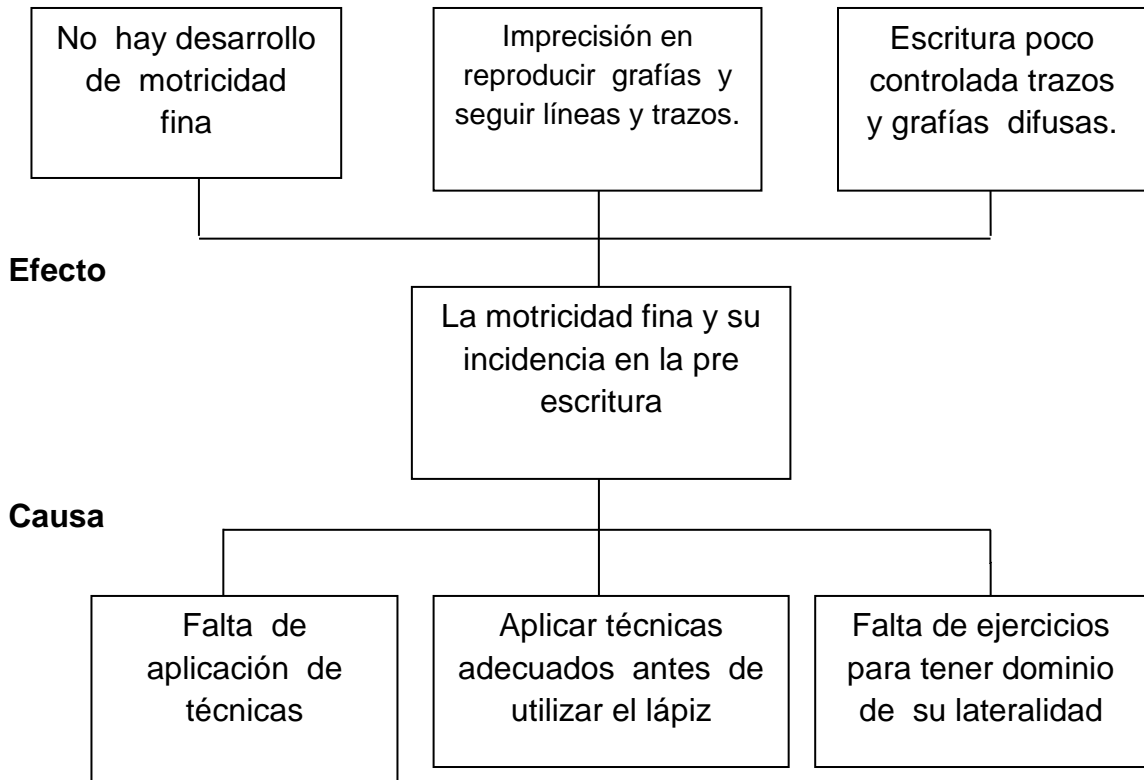 No hay desarrollo
de motricidad
fina
Imprecisión en
reproducir grafías y
seguir líneas y trazos.
Escritura poco
controlada trazos
y grafías difusas.
Efecto
La motricidad fina y su
incidencia en la pre
escritura
Causa
Falta de
aplicación de
técnicas
Aplicar técnicas
adecuados antes de
utilizar el lápiz
Falta de ejercicios
para tener dominio
de su lateralidad